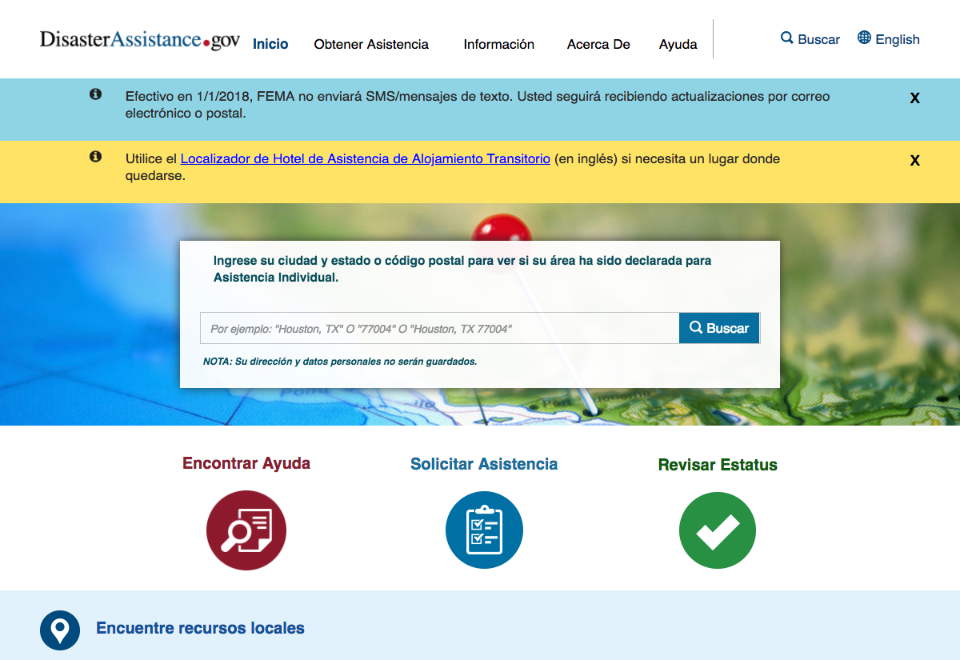 DisasterAssistance.gov
Inicio
Obtener Asistencia
Información
Acerca De
Ayuda
Buscar
English
Efectivo en 1/1/2018, FEMA no enviará SMS/mensajes de texto. Usted seguirá recibiendo actualizaciones por correo
electrónico o postal.
X
Utilice el Localizador de Hotel de Asistencia de Alojamiento Transitorio (en inglés) si necesita un lugar donde
quedarse.
X
Ingrese su ciudad y estado o código postal para ver si su área ha sido declarada para
Asistencia Individual.
Por ejemplo: "Houston, TX" O "77004" O "Houston, TX 77004"
Buscar
NOTA: Su dirección y datos personales no serán guardados.
Encontrar Ayuda
Solicitar Asistencia
Revisar Estatus
Encuentre recursos locales